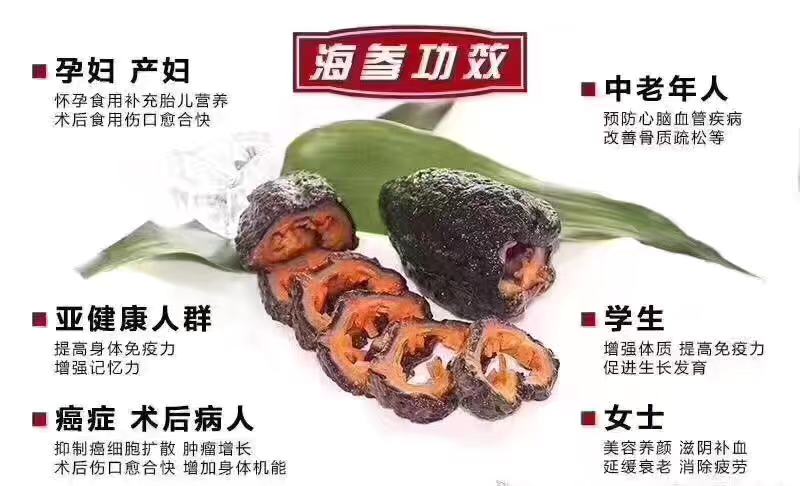 海参功效
孕妇 产妇
怀孕食用补充胎儿营养
术后食用伤口愈合快
中老年人
预防心脑血管疾病
改善骨质疏松等
亚健康人群
提高身体免疫力
增强记忆力
学生
增强体质 提高免疫力
促进生长发育
癌症 术后病人
抑制癌细胞扩散 肿瘤增长
术后伤口愈合快 增加身体机能
女士
美容养颜 滋阴补血
延缓衰老 消除疲劳